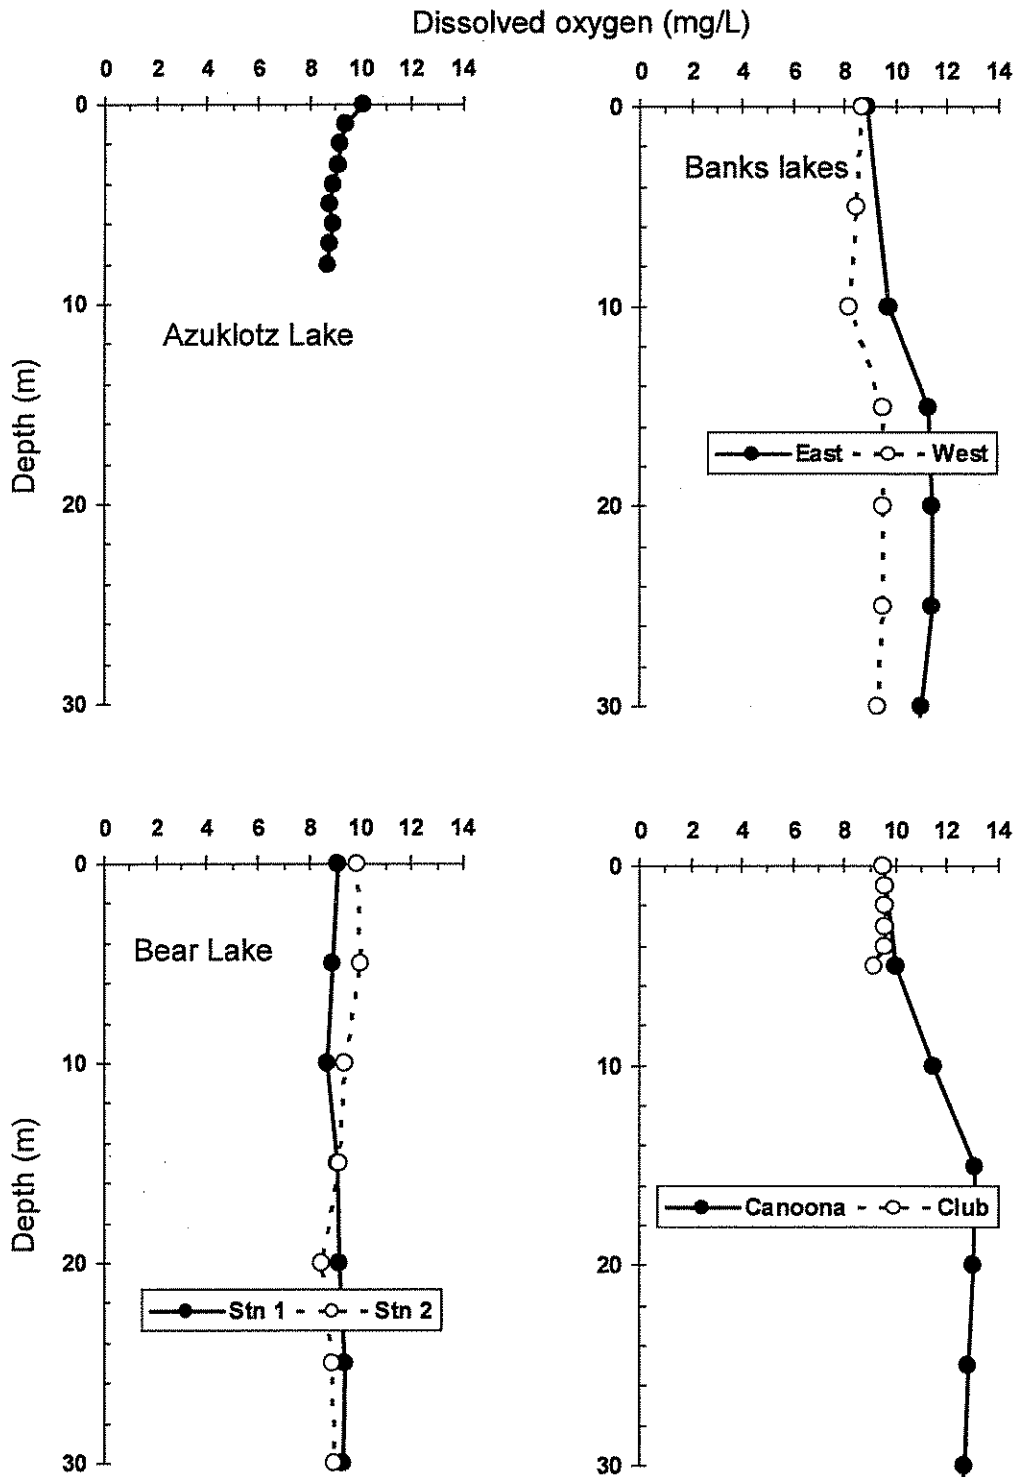 Dissolved oxygen (mg/L)
0 2 4 6 8 10 12 14
0 2 4 6 8 10 12 14
0
10
20
30
Depth (m)
Azuklotz Lake
0
10
20
30
Banks lakes
East West
0 2 4 6 8 10 12 14
0 2 4 6 8 10 12 14
0
10
20
30
Depth (m)
Bear Lake
Stn 1 Stn 2
0
10
20
30
Canoona Club